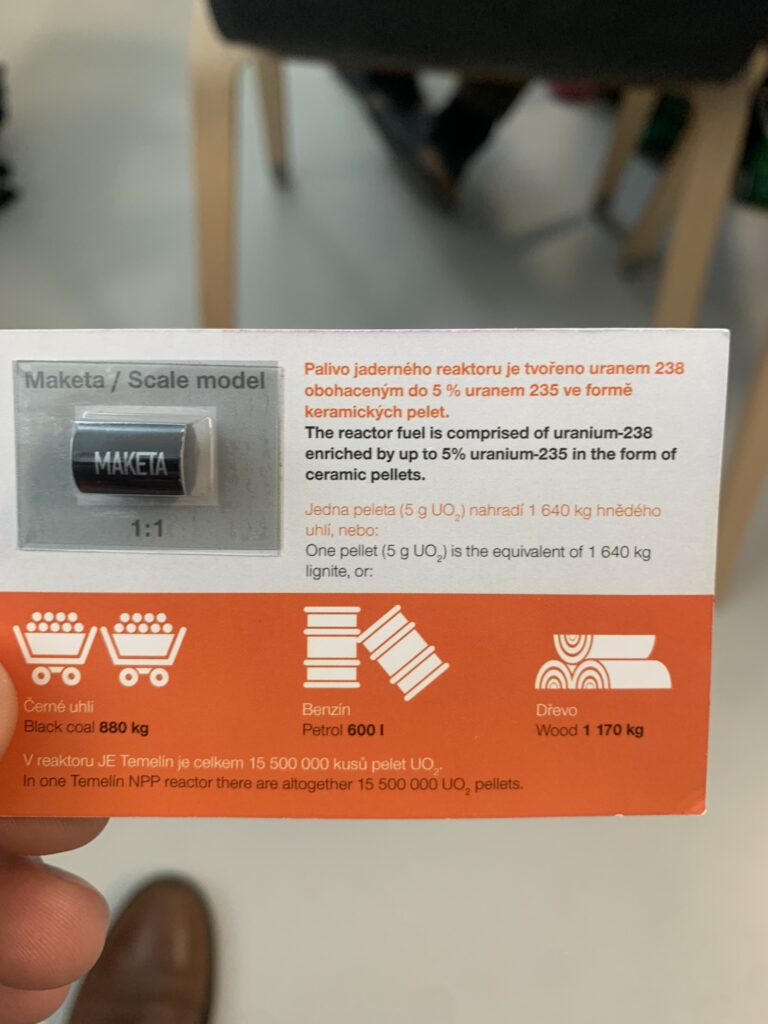 Maketa / Scale model
MAKETA
1:1
Palivo jaderného reaktoru je tvořeno uranem 238
obohaceným do 5 % uranem 235 ve formě
keramických pelet.
The reactor fuel is comprised of uranium-238
enriched by up to 5% uranium-235 in the form of
ceramic pellets.
Jedna peleta (5 g UO₂) nahradí 1 640 kg hnědého
uhlí, nebo:
One pellet (5 g UO₂) is the equivalent of 1 640 kg
lignite, or:
Černé uhlí
Black coal 880 kg
Benzín
Petrol 600 l
Dřevo
Wood 1 170 kg
V reaktoru JE Temelín je celkem 15 500 000 kusů pelet UO₂.
In one Temelín NPP reactor there are altogether 15 500 000 UO₂ pellets.